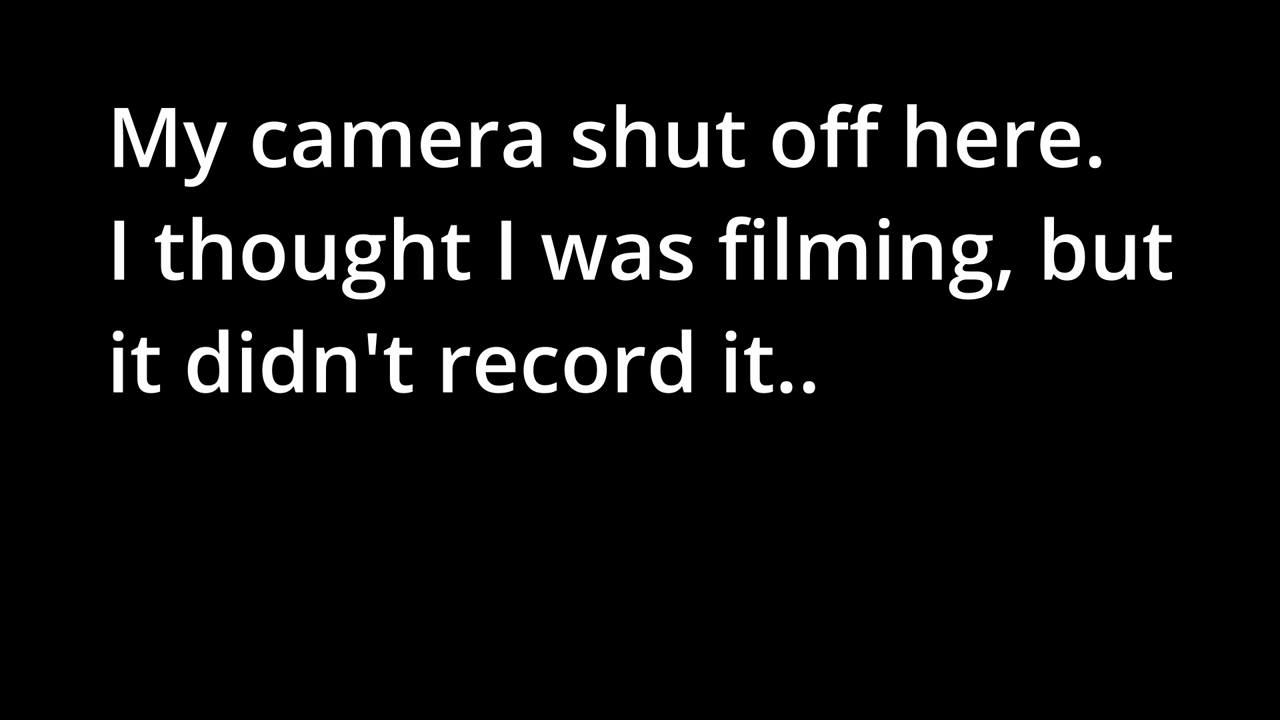 My camera shut off here.
I thought I was filming, but
it didn't record it..